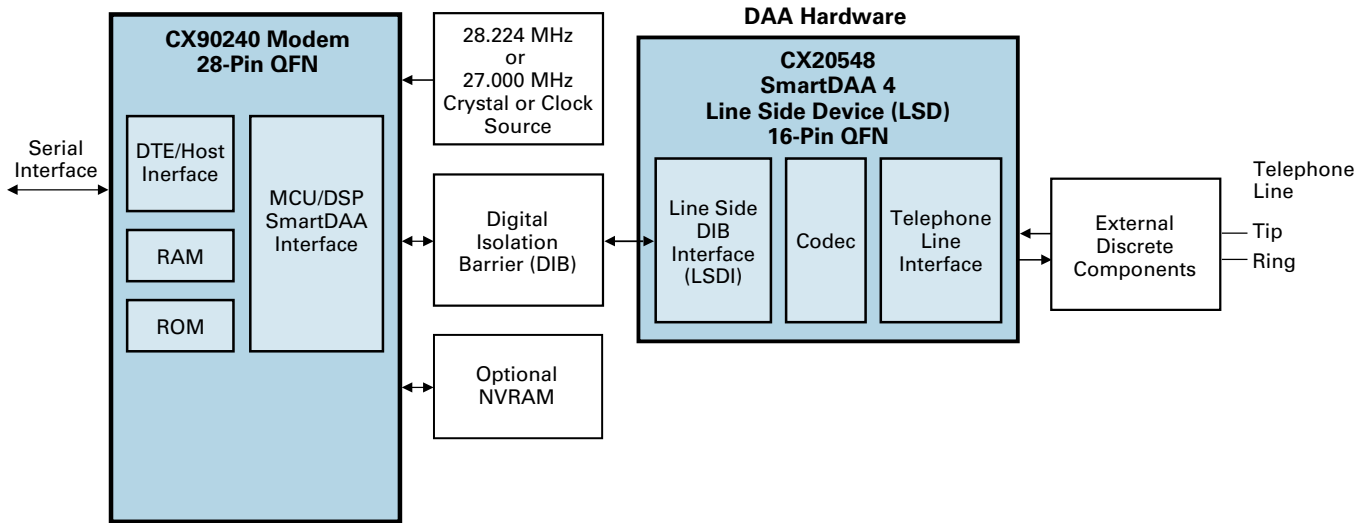 Serial
Interface
CX90240 Modem
28-Pin QFN
DTE/Host
Inerface
RAM
ROM
MCU/DSP
SmartDAA
Interface
28.224 MHz
or
27.000 MHz
Crystal or Clock
Source
Digital
Isolation
Barrier (DIB)
Optional
NVRAM
DAA Hardware
CX20548
SmartDAA 4
Line Side Device (LSD)
16-Pin QFN
Line Side
DIB
Interface
(LSDI)
Codec
Telephone
Line
Interface
External
Discrete
Components
Telephone
Line
Tip
Ring